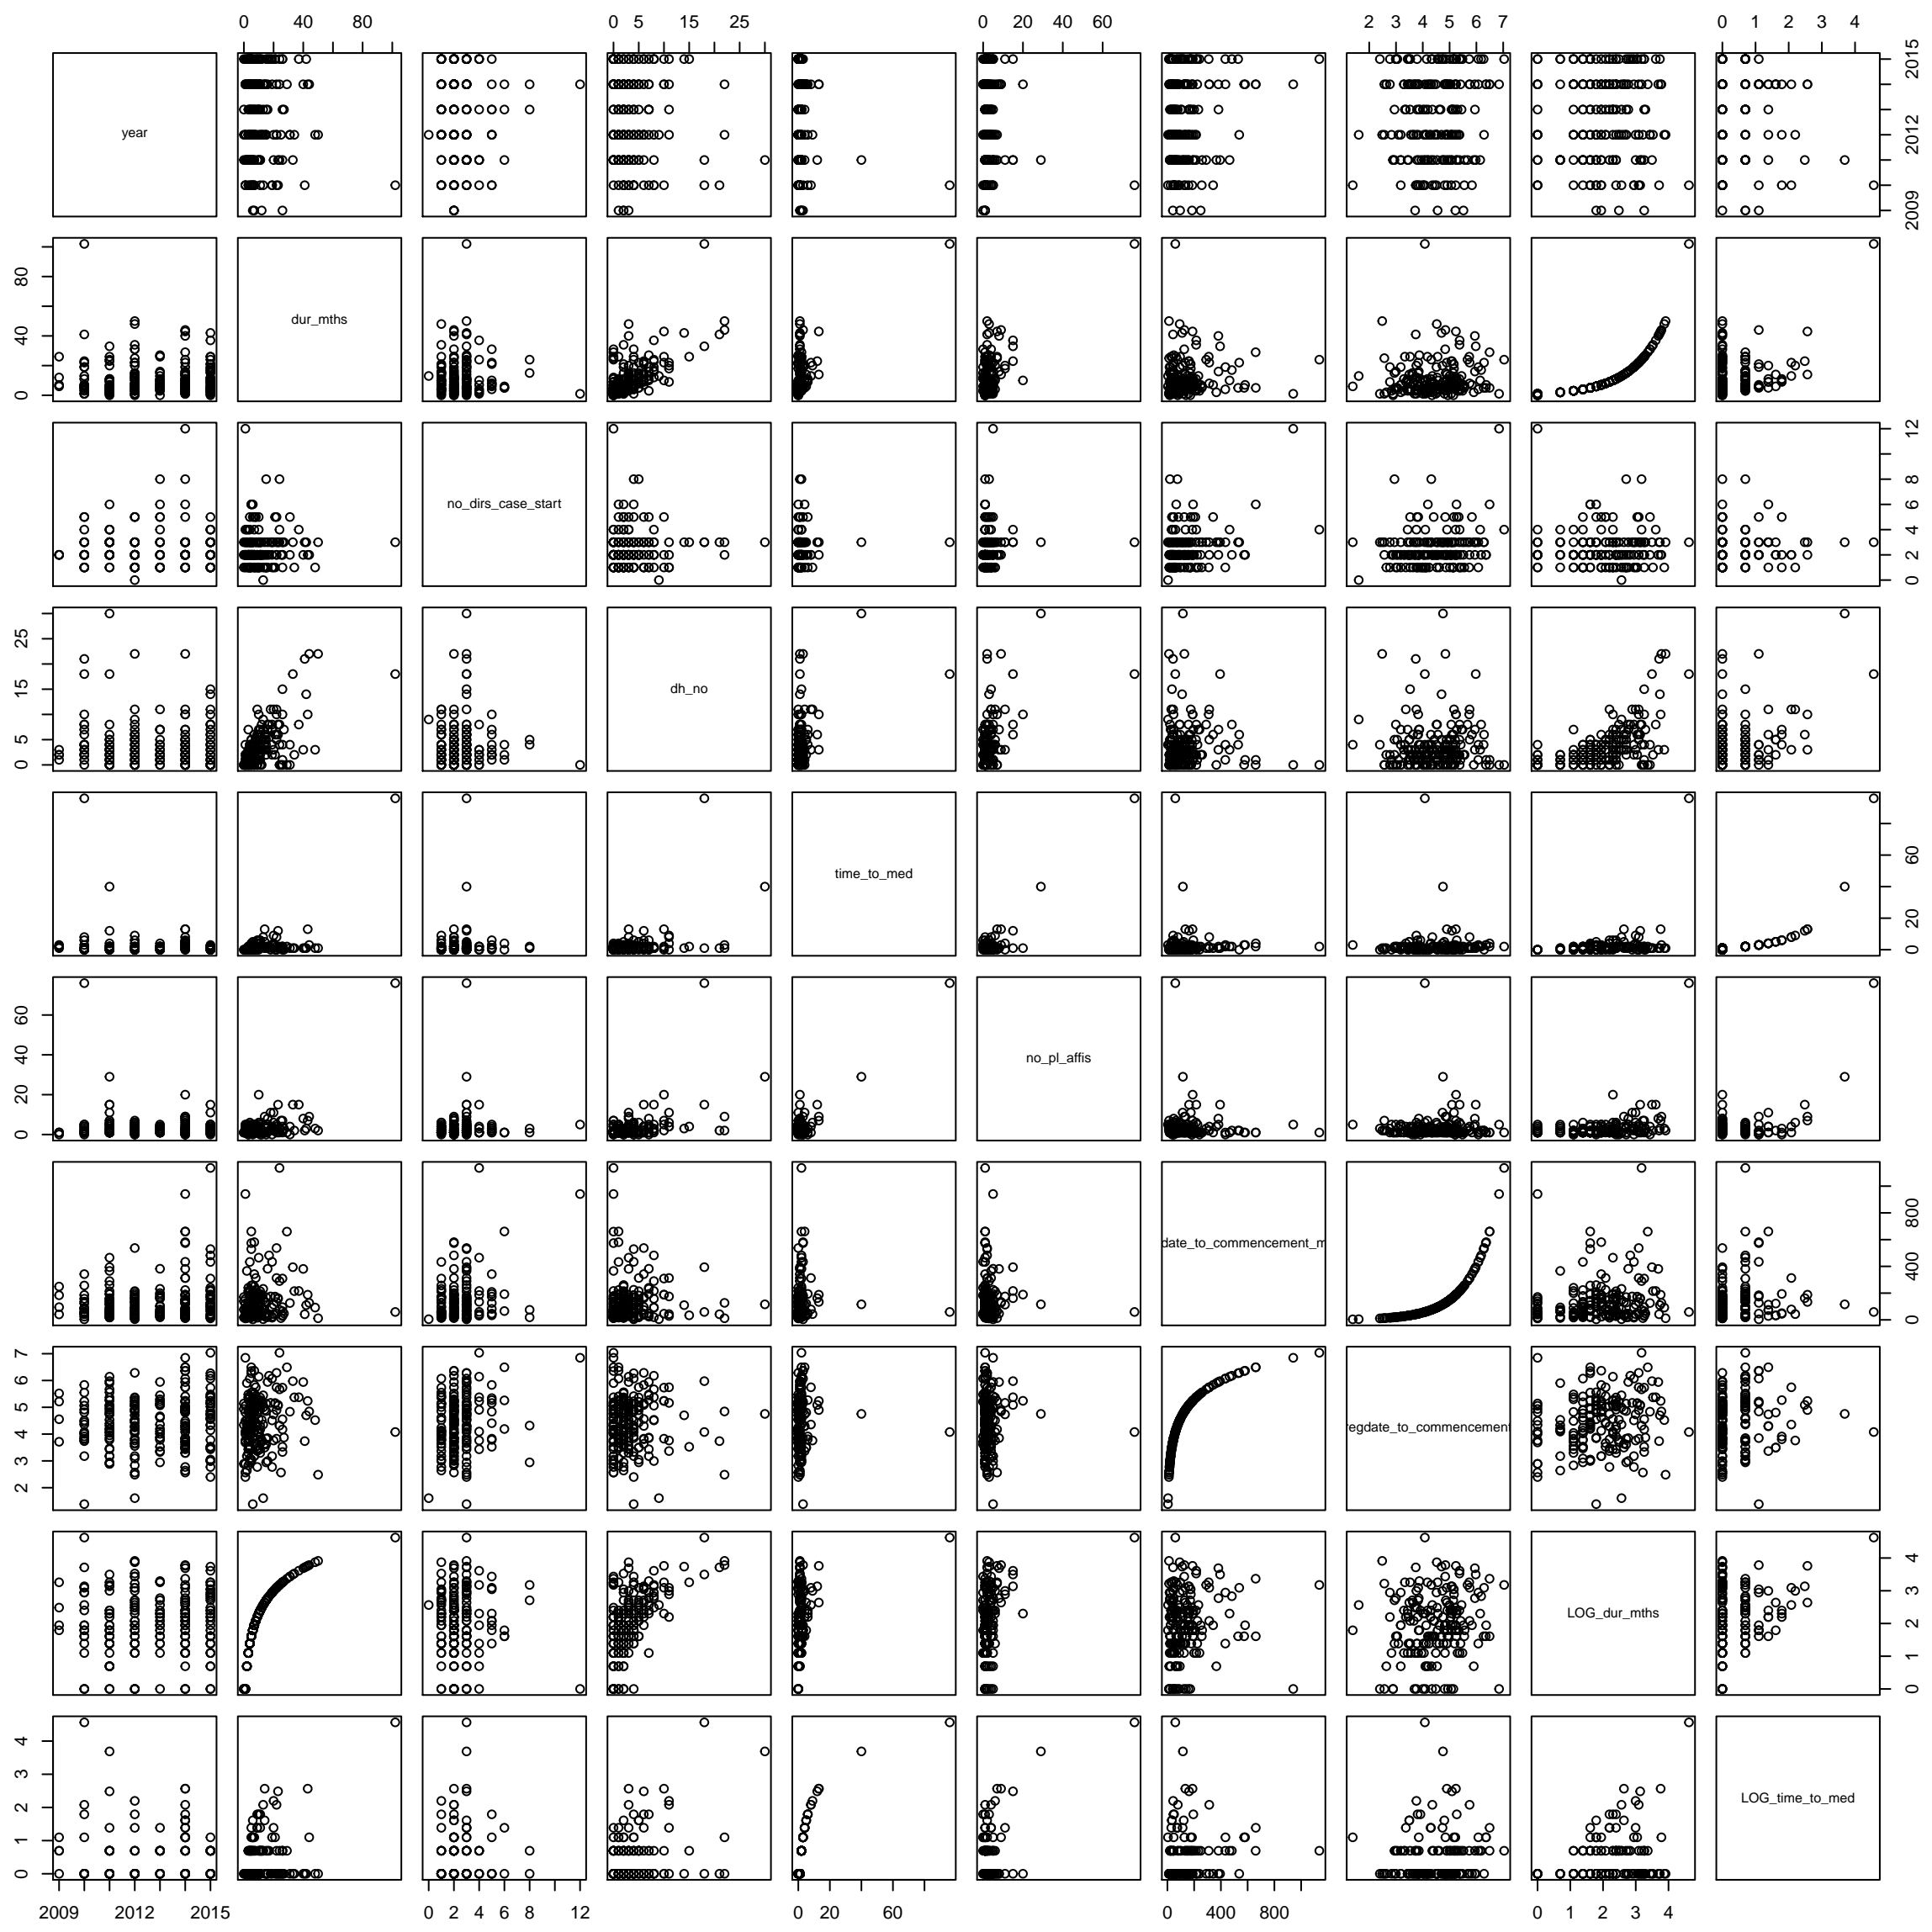 0 40 80 0 5 15 25 0 20 40 60 2 3 4 5 6 7 0 1 2 3 4
year
2009 2012 2015
0 40 80
dur_mths
no_dirs_case_start
0 2 4 6 8 12
0 5 15 25
dh_no
time_to_med
0 20 60
0 20 40 60
no_pl_affis
date_to_commencement_m
0 400 800
2 3 4 5 6 7
regdate_to_commencement
LOG_dur_mths
0 1 2 3 4
0 1 2 3 4
LOG_time_to_med
2009 2012 2015 0 2 4 6 8 12 0 20 60 0 400 800 0 1 2 3 4